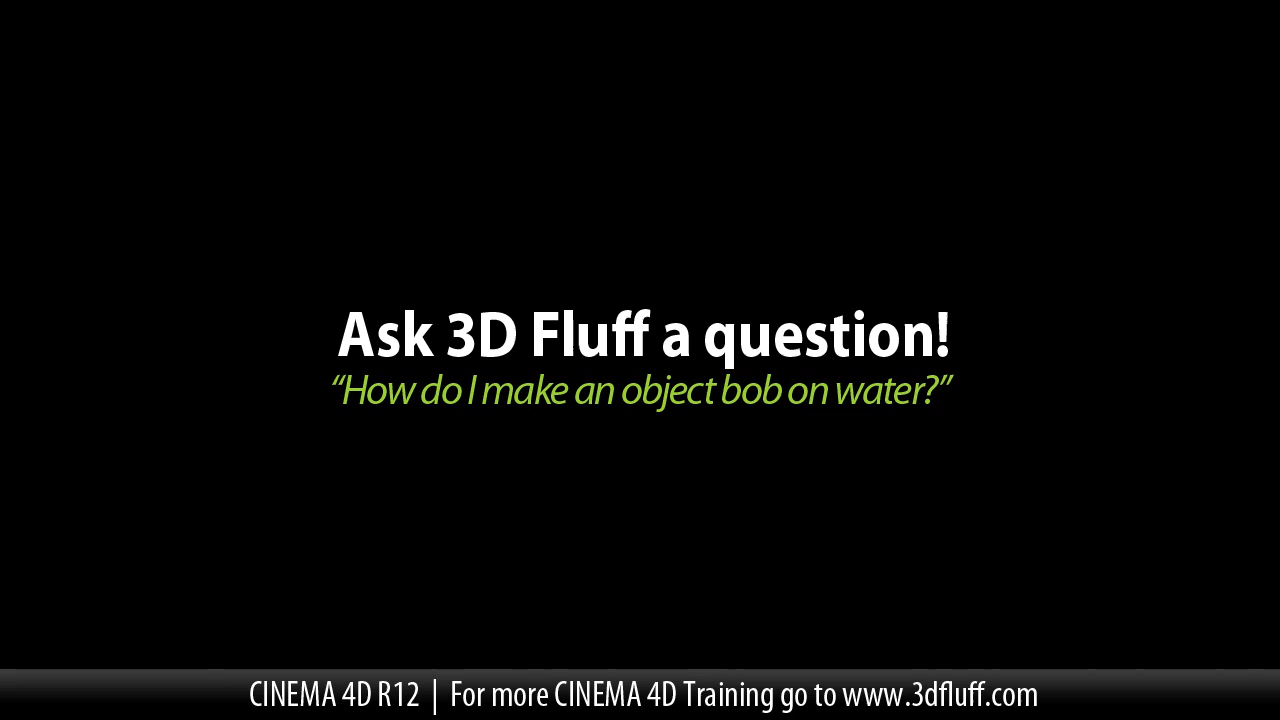 Ask 3D Fluff a question!
“How do I make an object bob on water?”
CINEMA 4D R12 | For more CINEMA 4D Training go to www.3dfluff.com